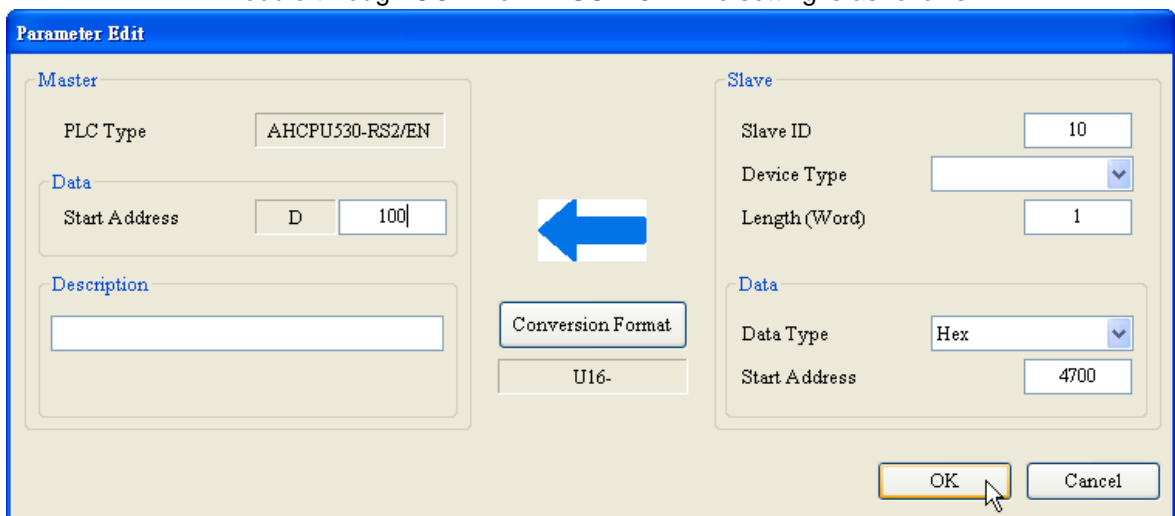 Parameter Edit
Master
PLC Type AHCPU530-RS2/EN
Data
Start Address D 100
Description
Conversion Format
U16-
Slave
Slave ID 10
Device Type
Length (Word) 1
Data
Data Type Hex
Start Address 4700
OK Cancel